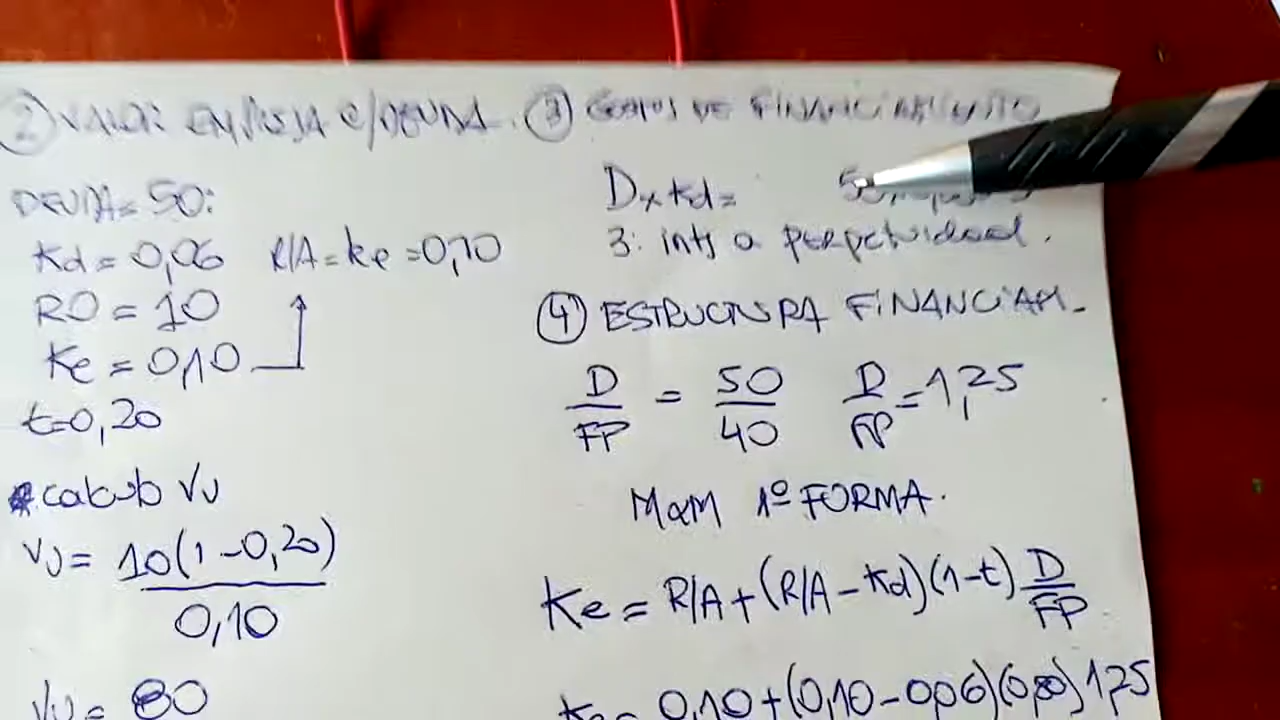 ② VALOR EMPRESA C/DEUDA.
DEUDA= 50:
Kd = 0,06 R/A = Ke = 0,10
RO = 10
Ke = 0,10
t=0,20
calculo VU
VU = 10(1-0,20)
0,10
VU = 80
③ DE FINANCIAMIENTO
D x Kd =
3: ints a perpetuidad.
④ ESTRUCTURA FINANCIAM.
D/FP = 50/40 D/FP = 1,25
MaM 1º FORMA.
Ke = R/A + (R/A - Kd)(1-t) D/FP
Ke = 0,10 + (0,10 - 0,06)(0,80) 1,25